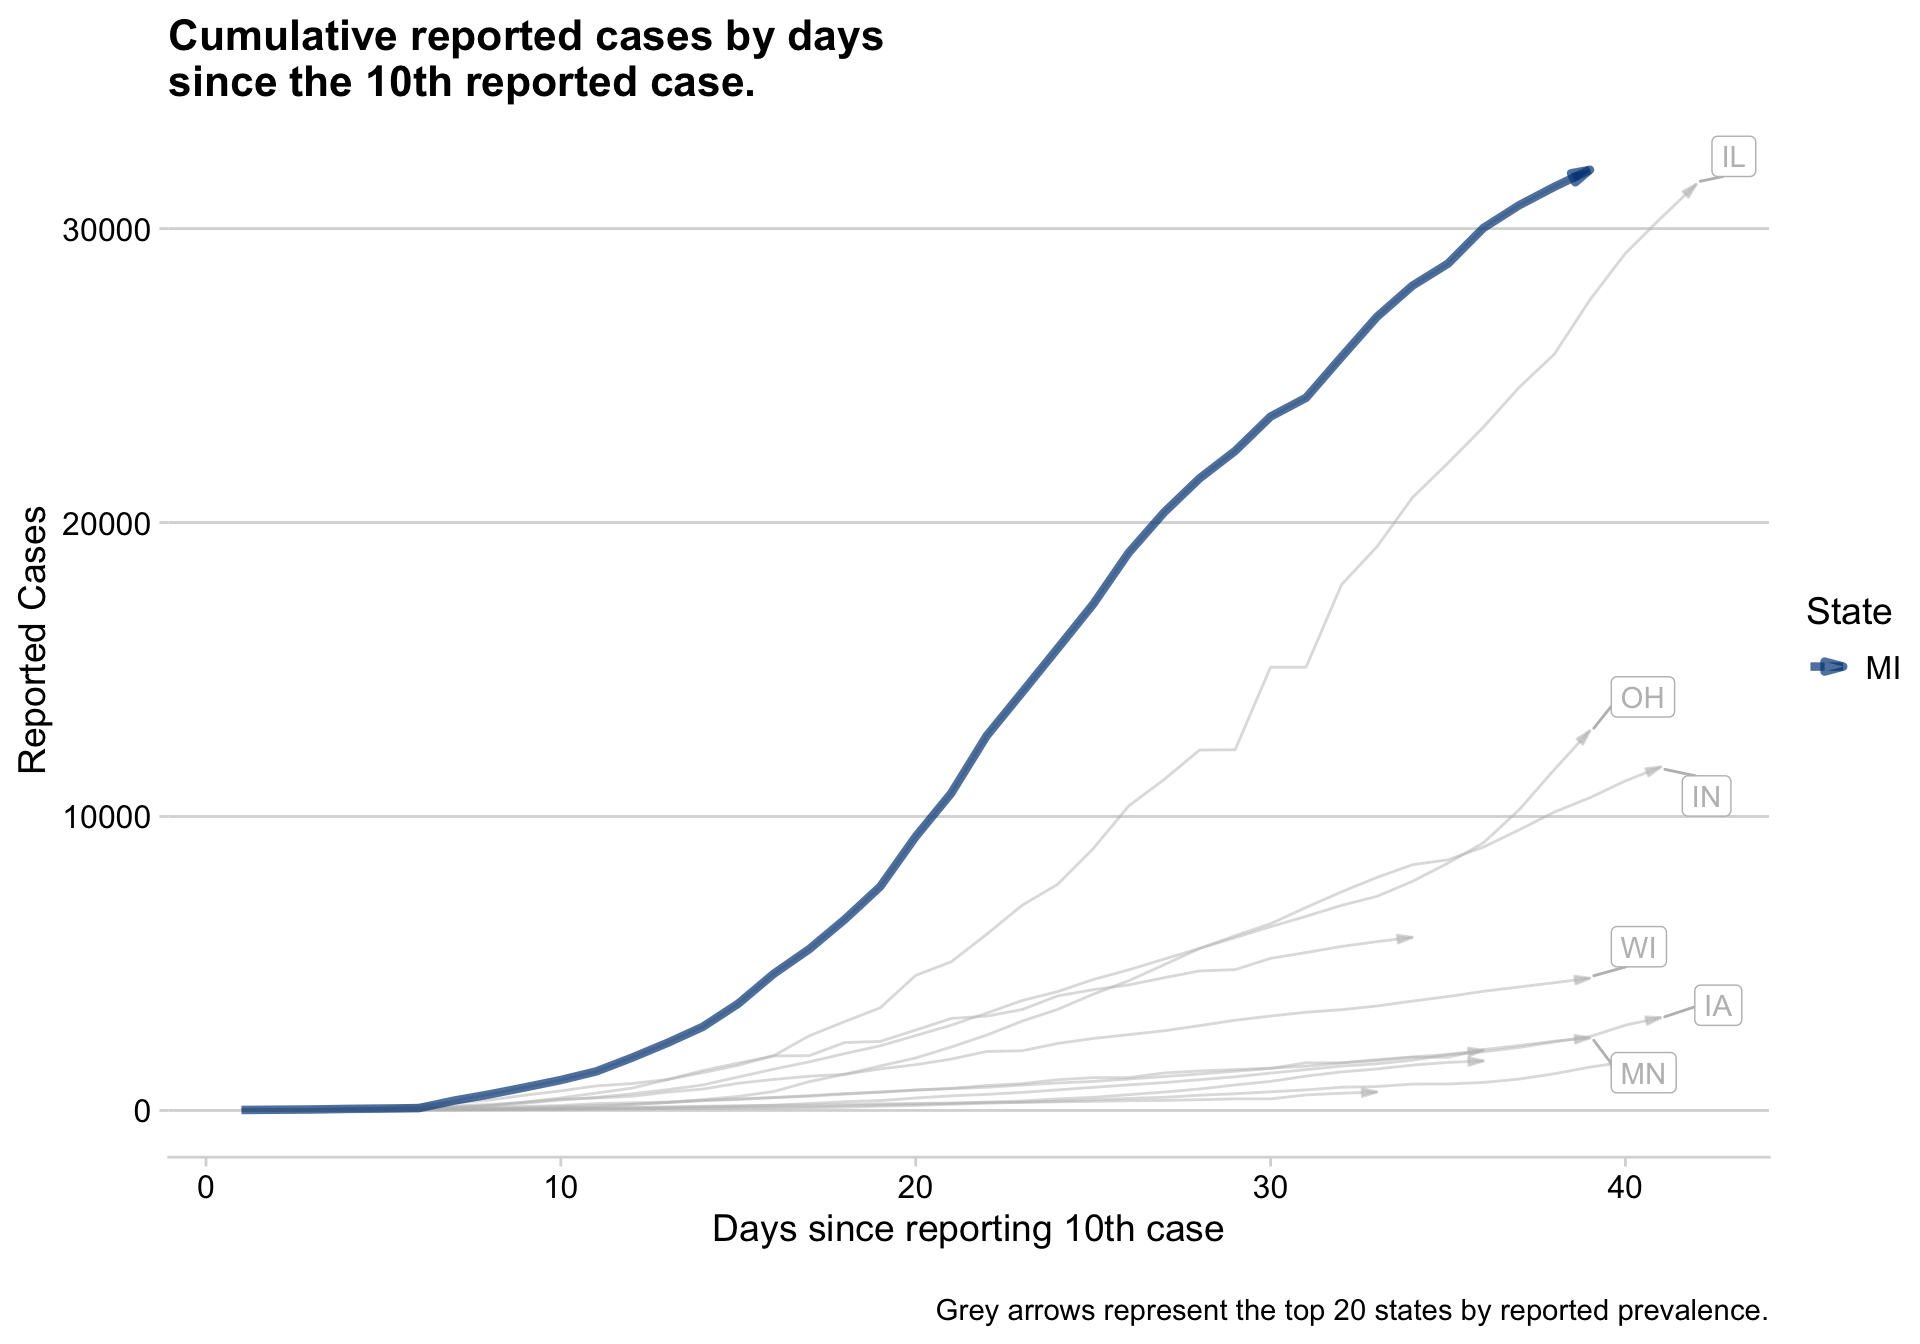 Cumulative reported cases by days
since the 10th reported case.
IL
30000
20000
10000
0
Reported Cases
OH
IN
WI
IA
MN
State
MI
0 10 20 30 40
Days since reporting 10th case
Grey arrows represent the top 20 states by reported prevalence.